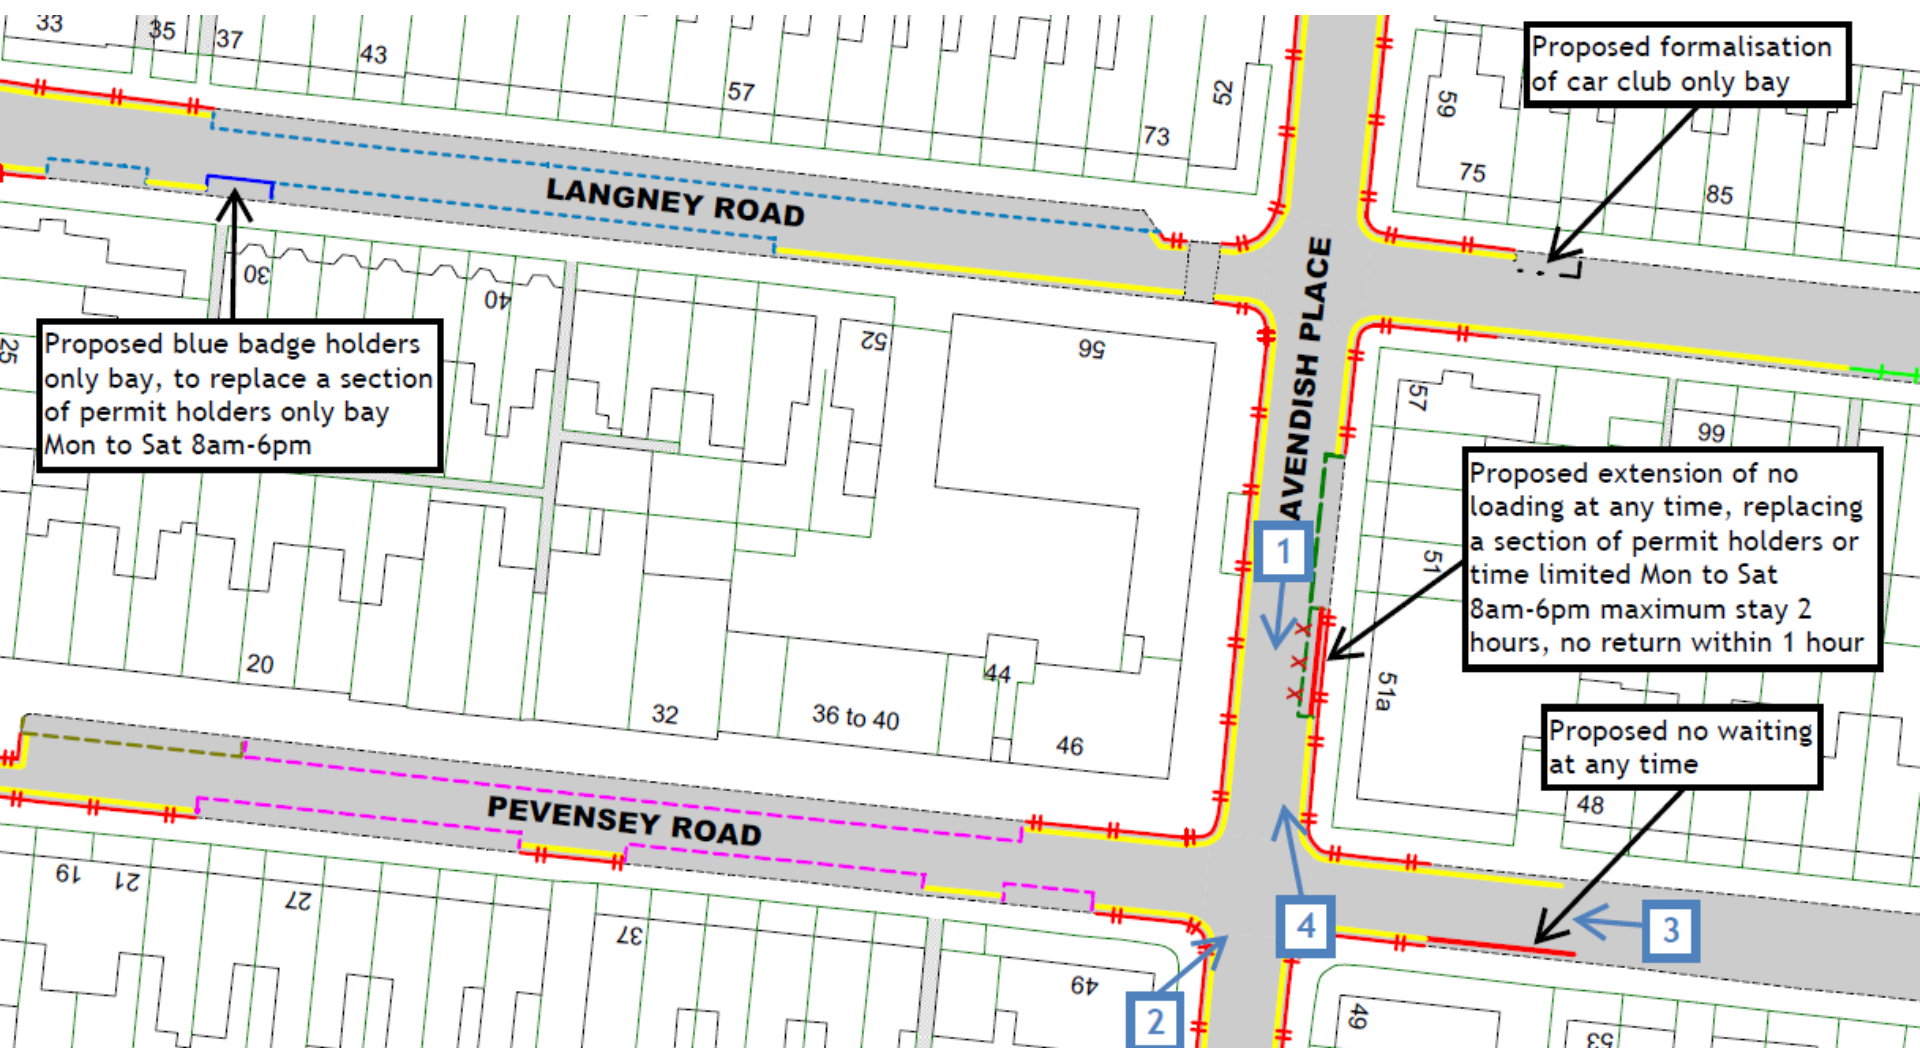 33
35
37
43
57
73
52
59
75
85
Proposed formalisation
of car club only bay
LANGNEY ROAD
AVENDISH PLACE
30
40
52
56
25
Proposed blue badge holders
only bay, to replace a section
of permit holders only bay
Mon to Sat 8am-6pm
57
99
51
51a
Proposed extension of no
loading at any time, replacing
a section of permit holders or
time limited Mon to Sat
8am-6pm maximum stay 2
hours, no return within 1 hour
1
x
x
x
20
32
36 to 40
44
46
Proposed no waiting
at any time
48
PEVENSEY ROAD
19
21
27
37
49
49
53
4
3
2